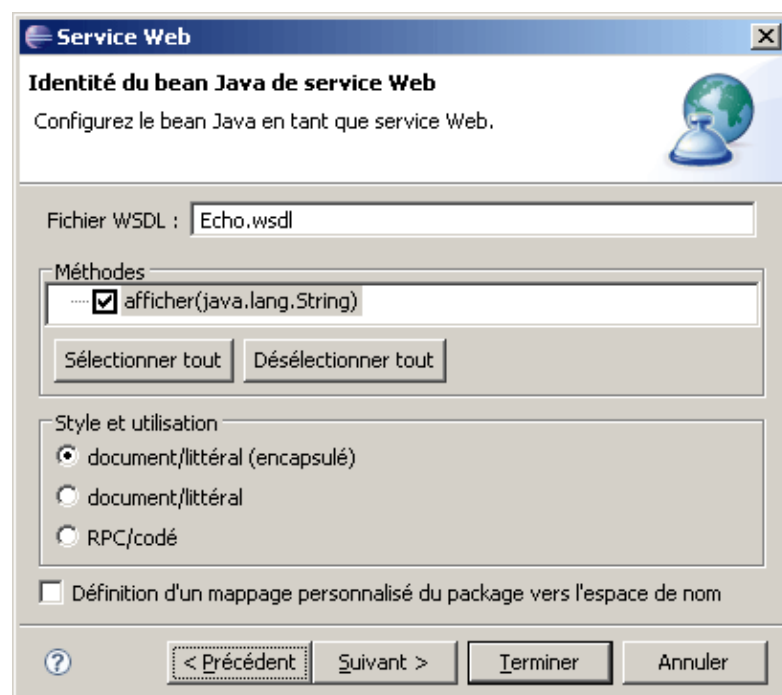 Service Web
Identité du bean Java de service Web
Configurez le bean Java en tant que service Web.
Fichier WSDL : Echo.wsdl
Méthodes
afficher(java.lang.String)
Sélectionner tout Désélectionner tout
Style et utilisation
document/littéral (encapsulé)
document/littéral
RPC/codé
Définition d'un mappage personnalisé du package vers l'espace de nom
? < Précédent Suivant > Terminer Annuler